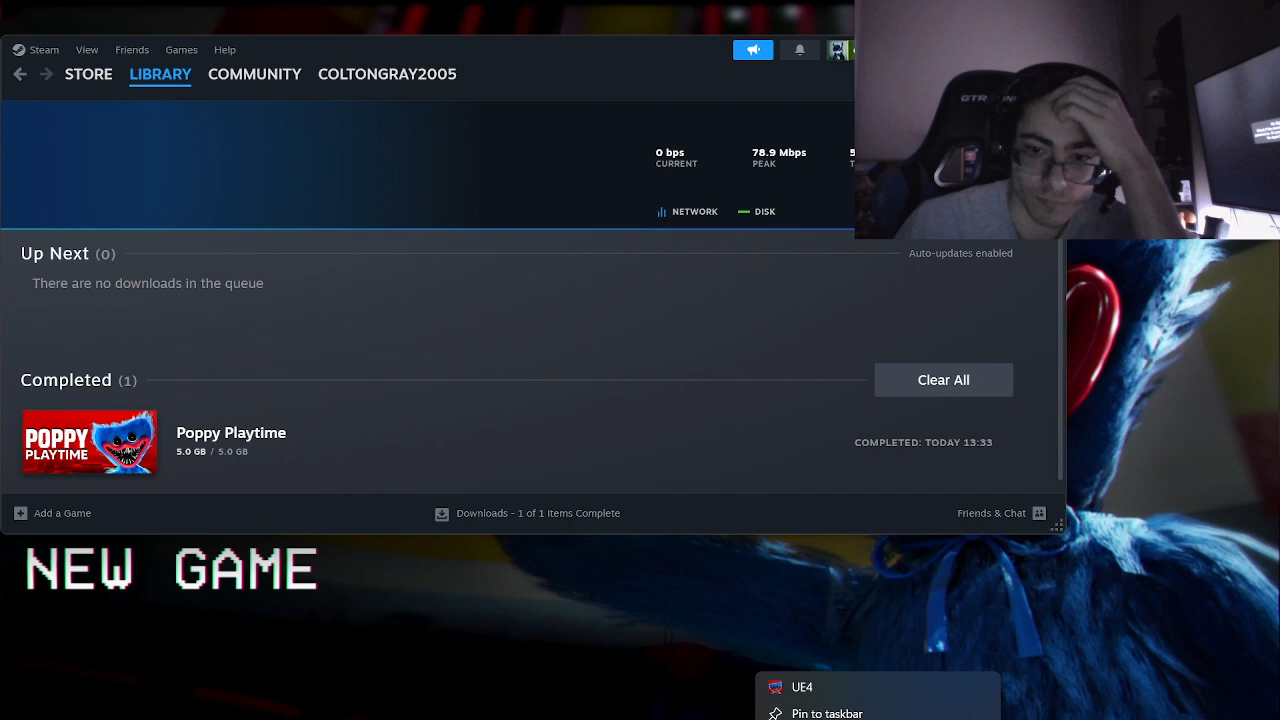 Steam View Friends Games Help
STORE LIBRARY COMMUNITY COLTONGRAY2005
0 bps 78.9 Mbps 5
CURRENT PEAK T
NETWORK DISK
Up Next (0) Auto-updates enabled
There are no downloads in the queue
Completed (1) Clear All
POPPY PLAYTIME
Poppy Playtime
5.0 GB / 5.0 GB
COMPLETED: TODAY 13:33
Add a Game Downloads - 1 of 1 Items Complete Friends & Chat
NEW GAME
UE4
Pin to taskbar
GTR